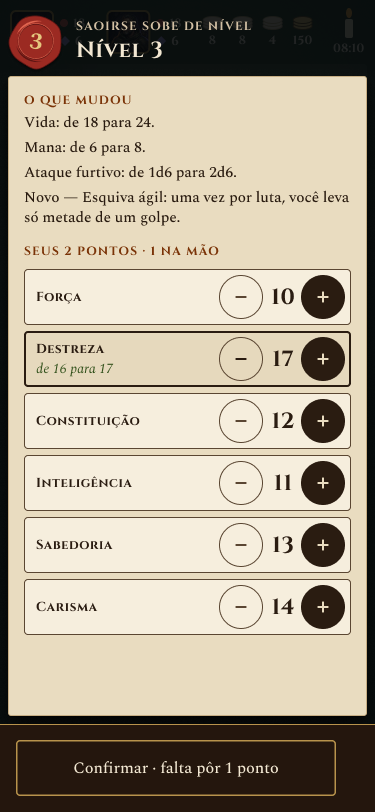 3
SAOIRSE SOBE DE NÍVEL
NÍVEL 3
6
8
8
4
150
08:10
O QUE MUDOU
Vida: de 18 para 24.
Mana: de 6 para 8.
Ataque furtivo: de 1d6 para 2d6.
Novo — Esquiva ágil: uma vez por luta, você leva
só metade de um golpe.
SEUS 2 PONTOS · 1 NA MÃO
FORÇA − 10 +
DESTREZA − 17 +
de 16 para 17
CONSTITUIÇÃO − 12 +
INTELIGÊNCIA − 11 +
SABEDORIA − 13 +
CARISMA − 14 +
Confirmar · falta pôr 1 ponto